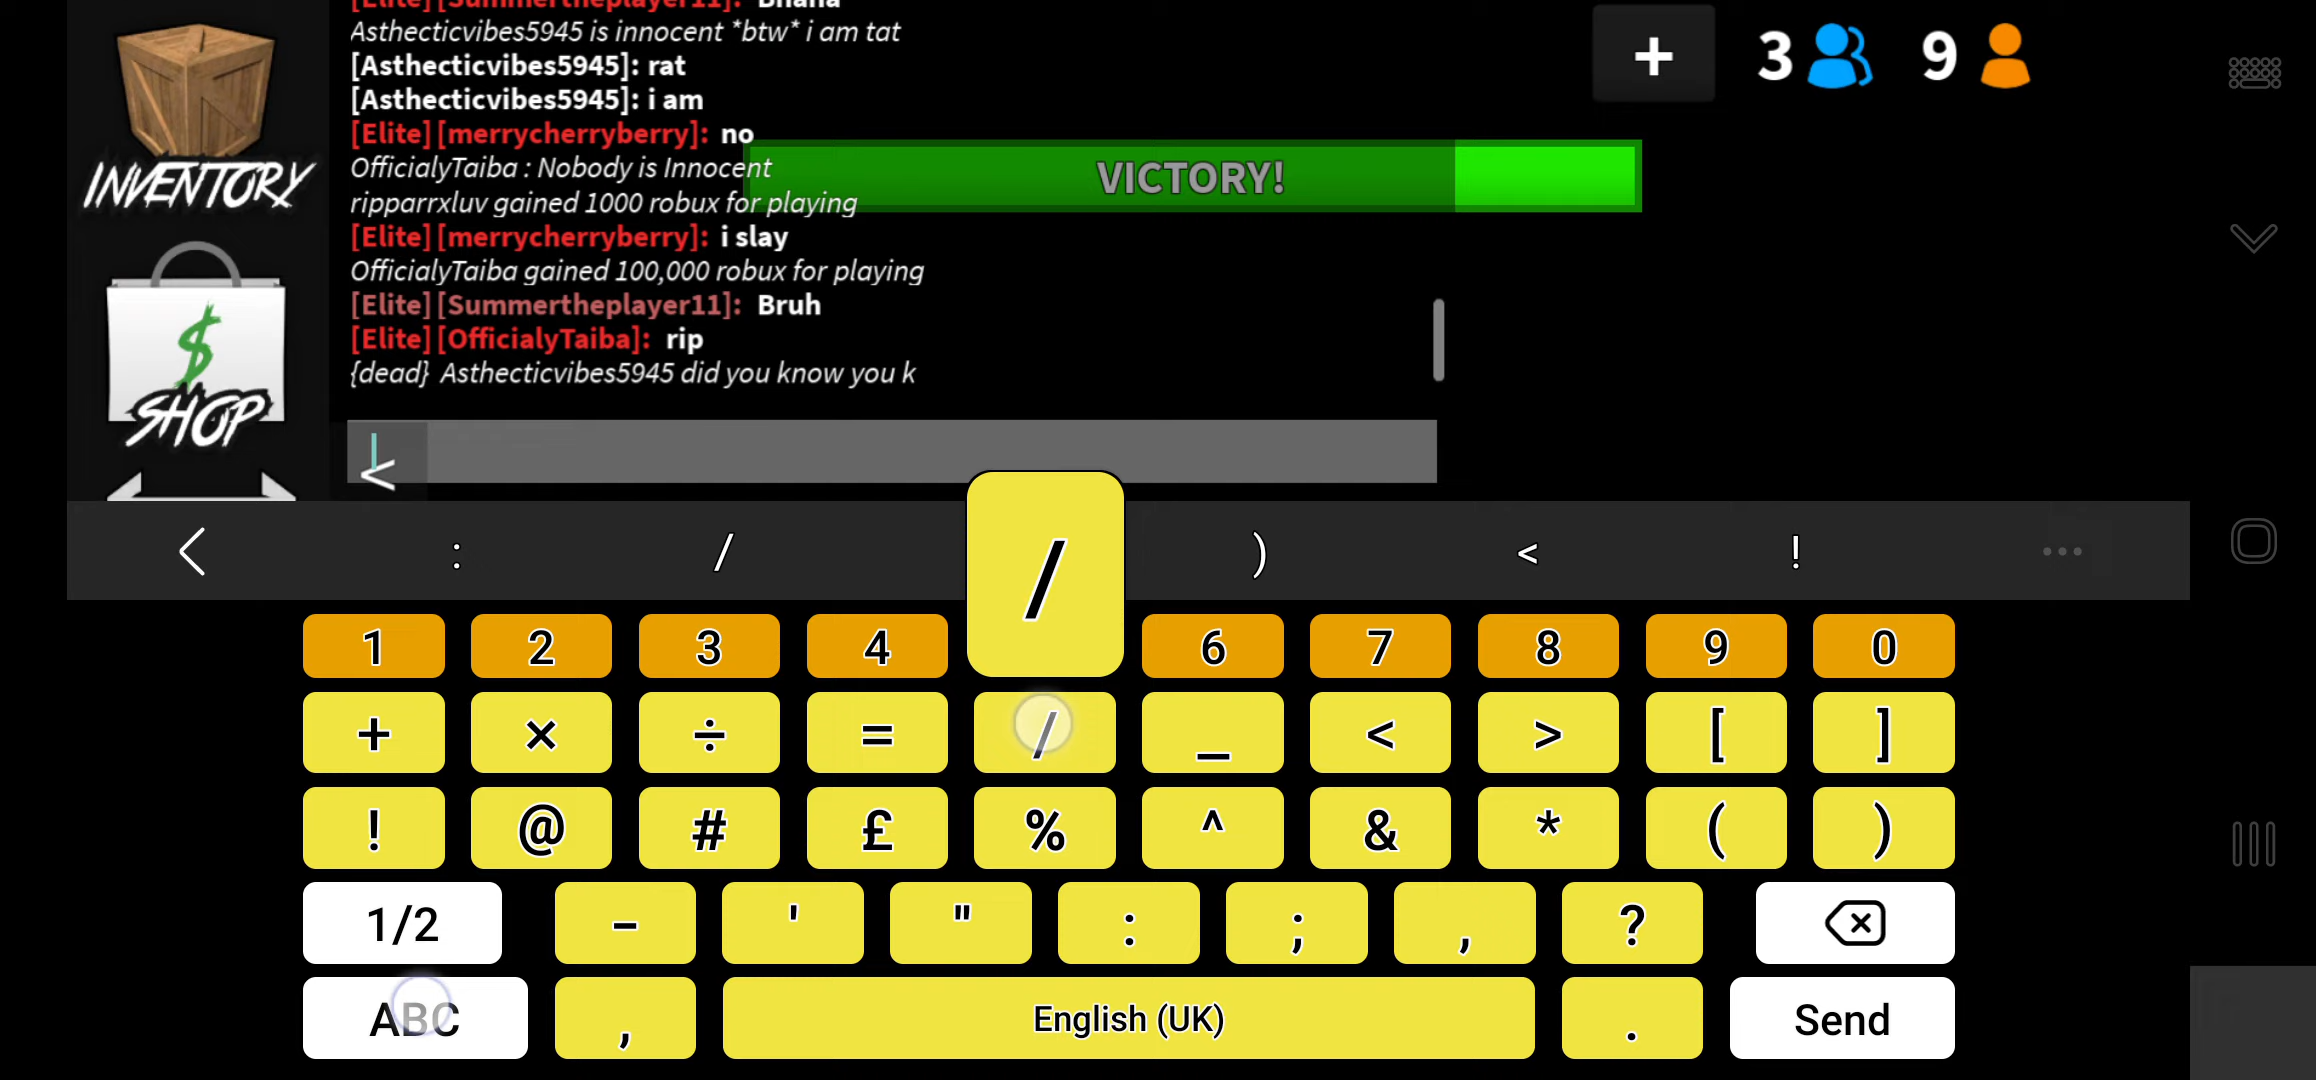 [Elite] [Summertheplayer11]: Bhaha
Asthecticvibes5945 is innocent *btw* i am tat
[Asthecticvibes5945]: rat
[Asthecticvibes5945]: i am
[Elite] [merrycherryberry]: no
OfficialyTaiba : Nobody is Innocent
ripparrxluv gained 1000 robux for playing
[Elite] [merrycherryberry]: i slay
OfficialyTaiba gained 100,000 robux for playing
[Elite] [Summertheplayer11]: Bruh
[Elite] [OfficialyTaiba]: rip
{dead} Asthecticvibes5945 did you know you k
INVENTORY
$
SHOP
+ 3 9
VICTORY!
<
: / ) < !
/
1 2 3 4 6 7 8 9 0
+ × ÷ = / _ < > [ ]
! @ # £ % ^ & * ( )
1/2 - ' " : ; , ?
ABC , English (UK) . Send